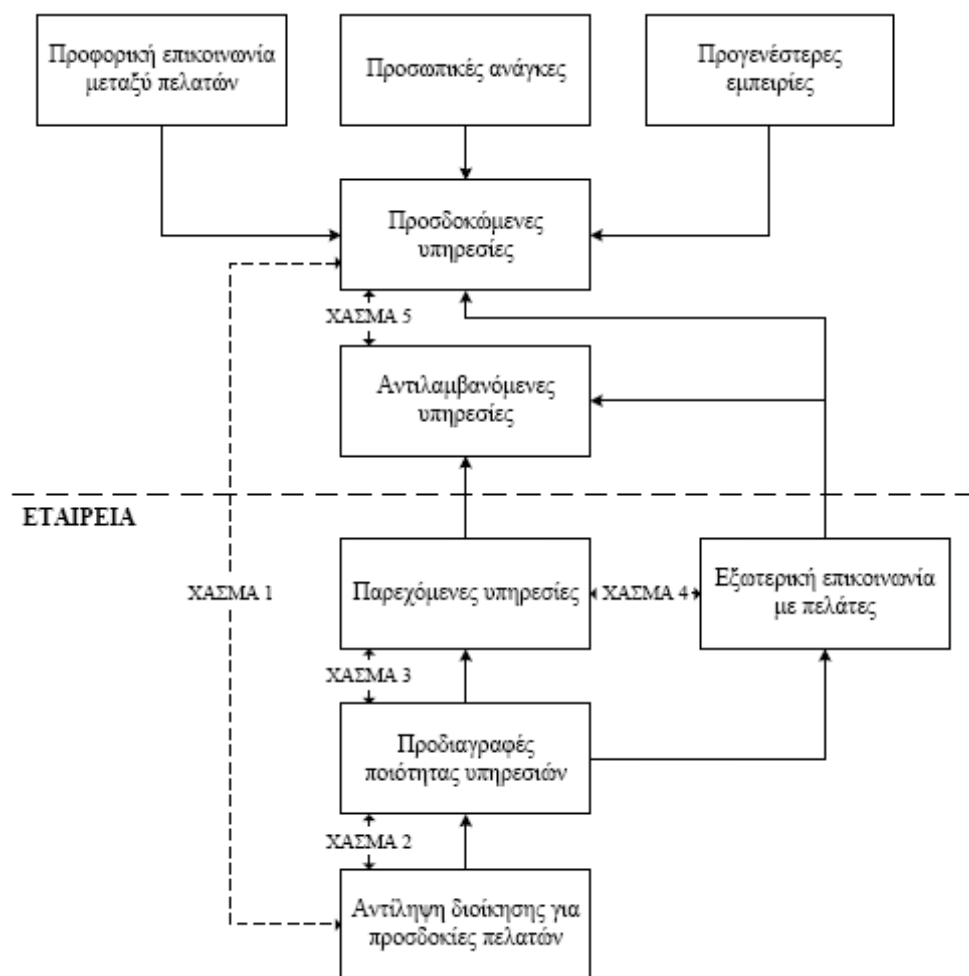 Προφορική επικοινωνία
μεταξύ πελατών
Προσωπικές ανάγκες
Προγενέστερες
εμπειρίες
Προσδοκώμενες
υπηρεσίες
ΧΑΣΜΑ 5
Αντιλαμβανόμενες
υπηρεσίες
ΕΤΑΙΡΕΙΑ
ΧΑΣΜΑ 1
Παρεχόμενες υπηρεσίες
ΧΑΣΜΑ 4
Εξωτερική επικοινωνία
με πελάτες
ΧΑΣΜΑ 3
Προδιαγραφές
ποιότητας υπηρεσιών
ΧΑΣΜΑ 2
Αντίληψη διοίκησης για
προσδοκίες πελατών